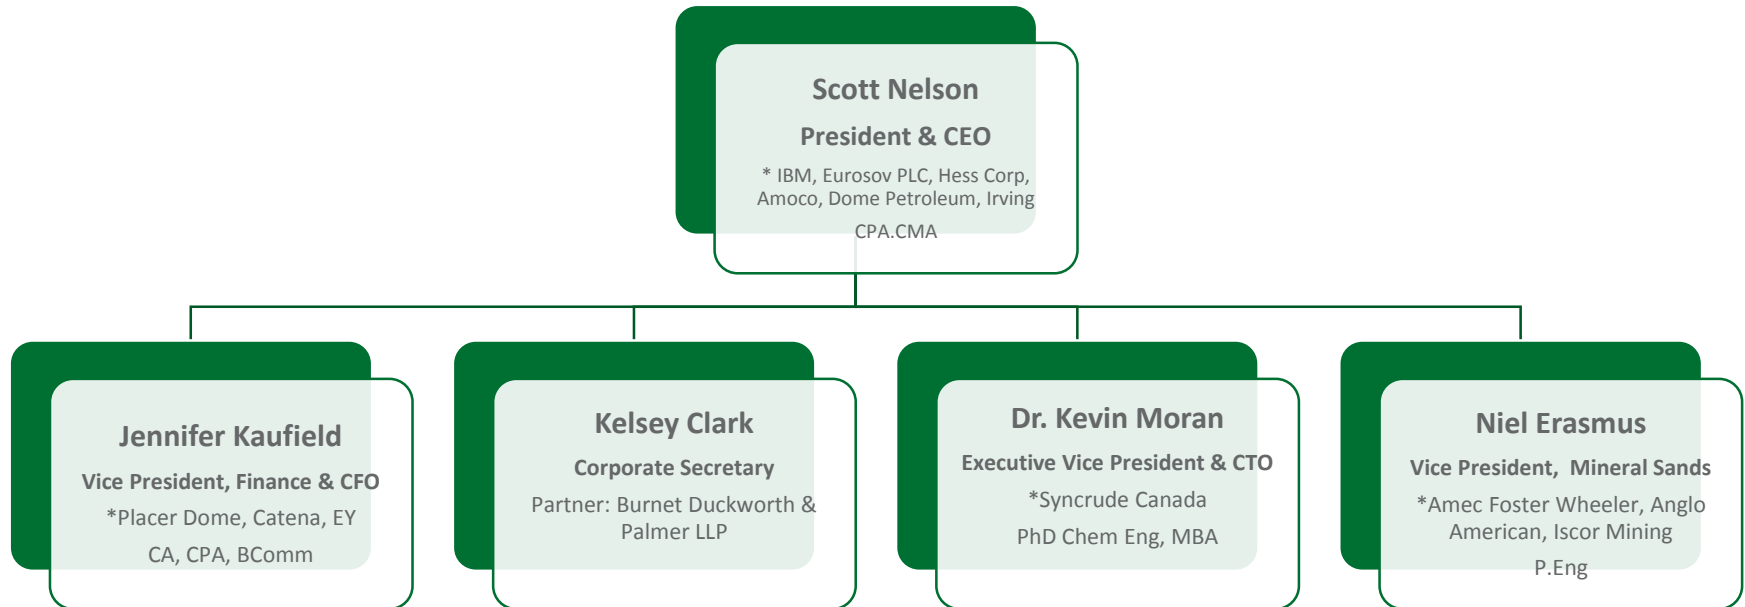 Scott Nelson
President & CEO
* IBM, Eurosov PLC, Hess Corp,
Amoco, Dome Petroleum, Irving
CPA.CMA
Jennifer Kaufield
Vice President, Finance & CFO
*Placer Dome, Catena, EY
CA, CPA, BComm
Kelsey Clark
Corporate Secretary
Partner: Burnet Duckworth &
Palmer LLP
Dr. Kevin Moran
Executive Vice President & CTO
*Syncrude Canada
PhD Chem Eng, MBA
Niel Erasmus
Vice President, Mineral Sands
*Amec Foster Wheeler, Anglo
American, Iscor Mining
P.Eng